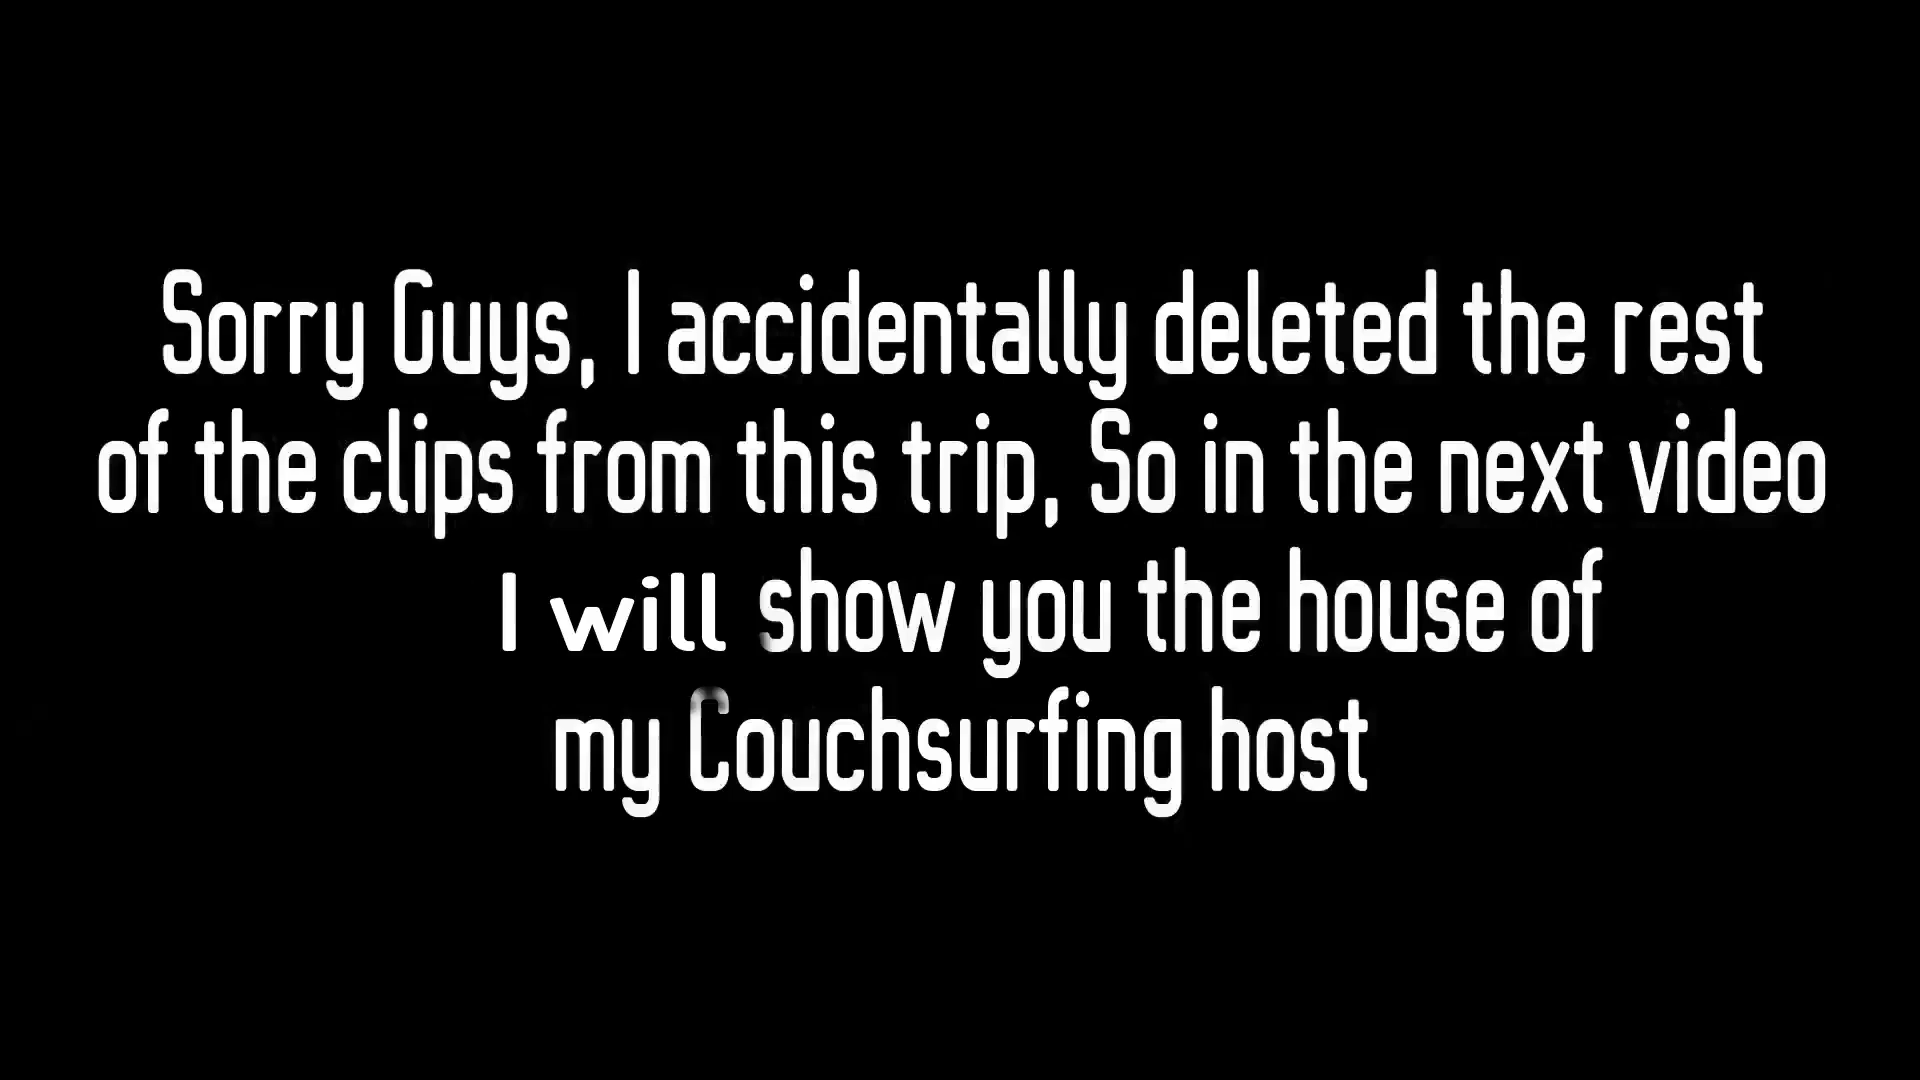 Sorry Guys, I accidentally deleted the rest
of the clips from this trip, So in the next video
I will show you the house of
my Couchsurfing host